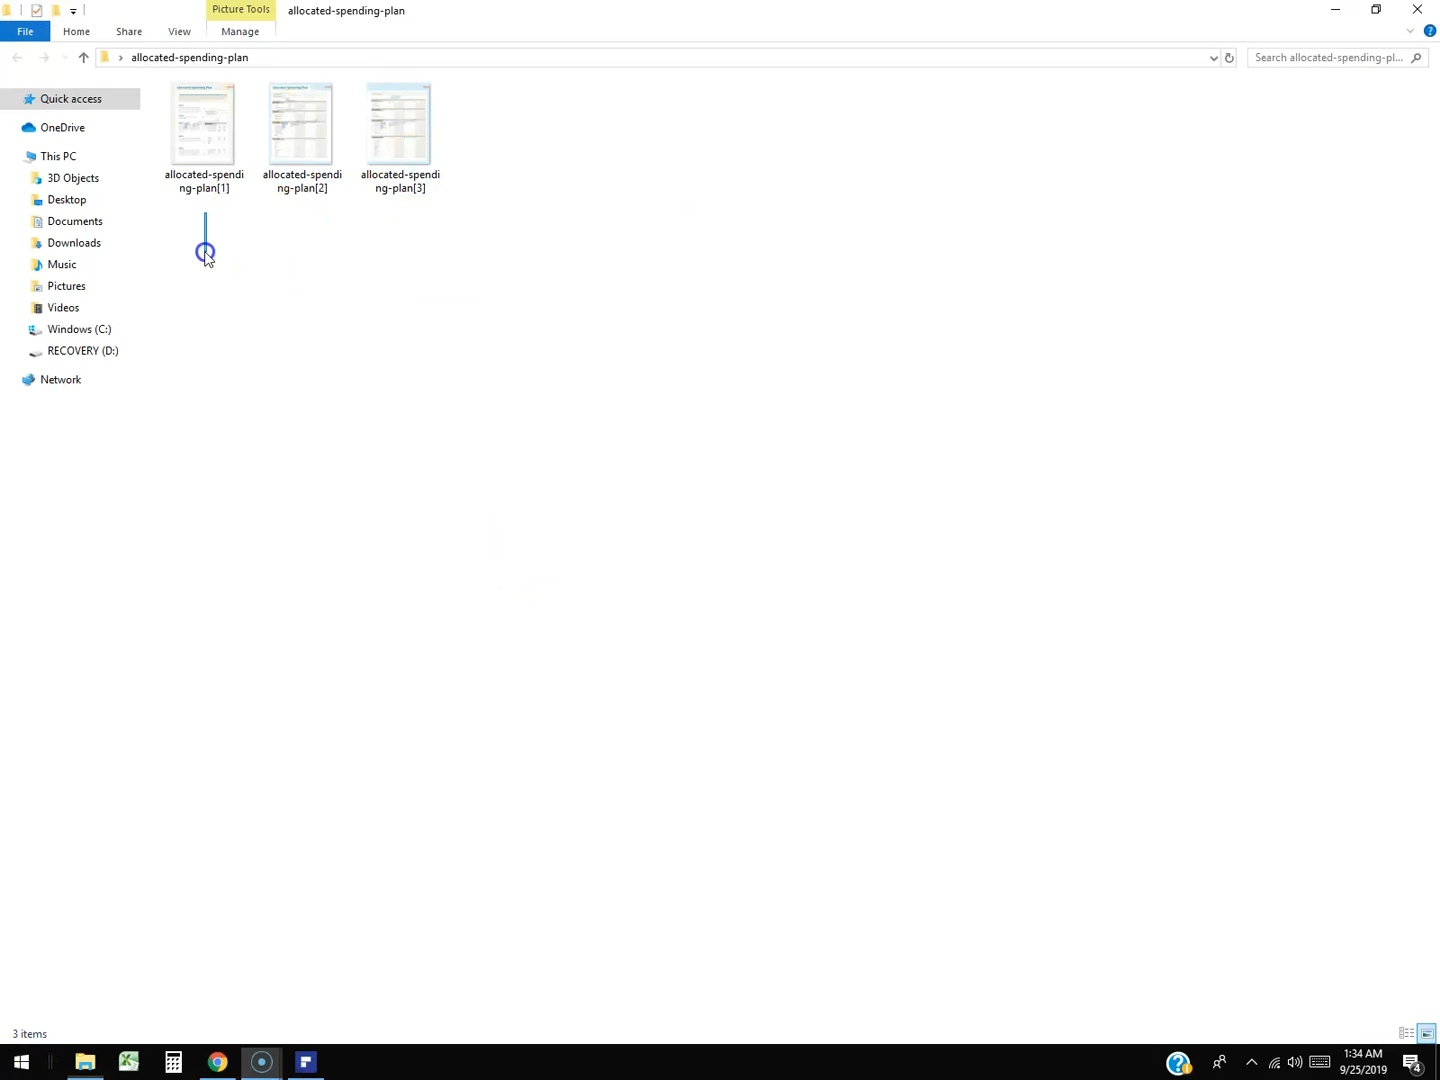 Picture Tools
allocated-spending-plan
File
Home
Share
View
Manage
allocated-spending-plan
Search allocated-spending-pl...
Quick access
OneDrive
This PC
3D Objects
Desktop
Documents
Downloads
Music
Pictures
Videos
Windows (C:)
RECOVERY (D:)
Network
allocated-spendi
ng-plan[1]
allocated-spendi
ng-plan[2]
allocated-spendi
ng-plan[3]
3 items
1:34 AM
9/25/2019
4